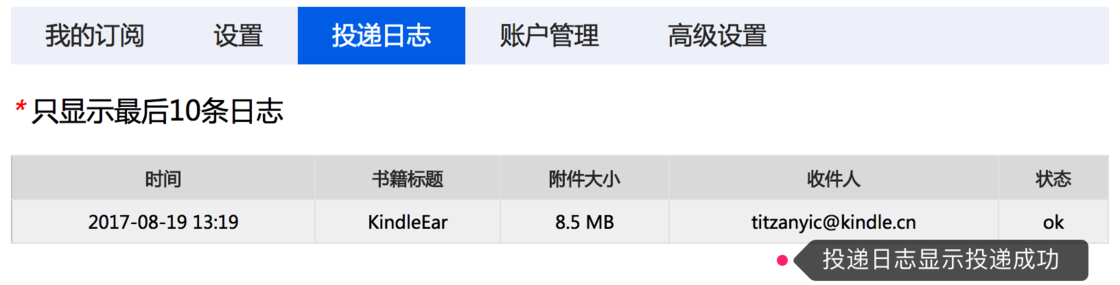 我的订阅 设置 投递日志 账户管理 高级设置
* 只显示最后10条日志
时间 书籍标题 附件大小 收件人 状态
2017-08-19 13:19 KindleEar 8.5 MB titzanyic@kindle.cn ok
投递日志显示投递成功